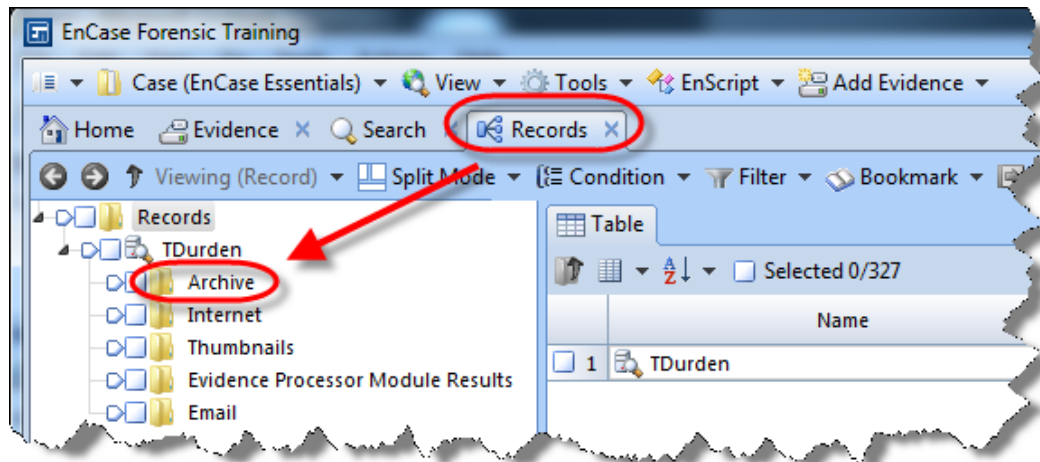 EnCase Forensic Training
Case (EnCase Essentials) View Tools EnScript Add Evidence
Home Evidence Search Records
Viewing (Record) Split Mode Condition Filter Bookmark
Records
TDurden
Archive
Internet
Thumbnails
Evidence Processor Module Results
Email
Table
Selected 0/327
Name
1 TDurden